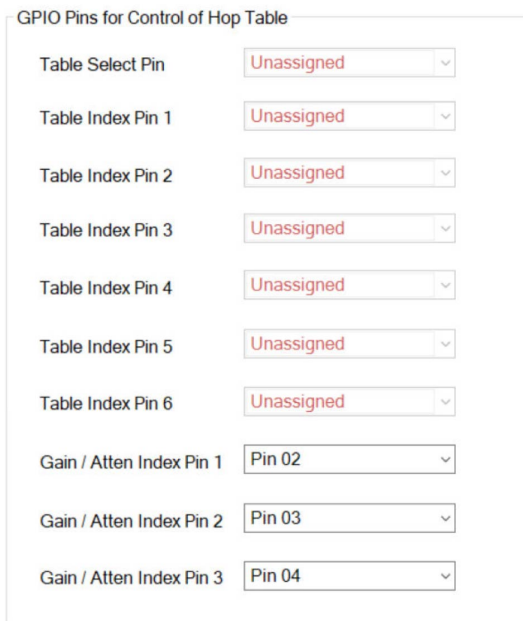 GPIO Pins for Control of Hop Table
Table Select Pin Unassigned
Table Index Pin 1 Unassigned
Table Index Pin 2 Unassigned
Table Index Pin 3 Unassigned
Table Index Pin 4 Unassigned
Table Index Pin 5 Unassigned
Table Index Pin 6 Unassigned
Gain / Atten Index Pin 1 Pin 02
Gain / Atten Index Pin 2 Pin 03
Gain / Atten Index Pin 3 Pin 04